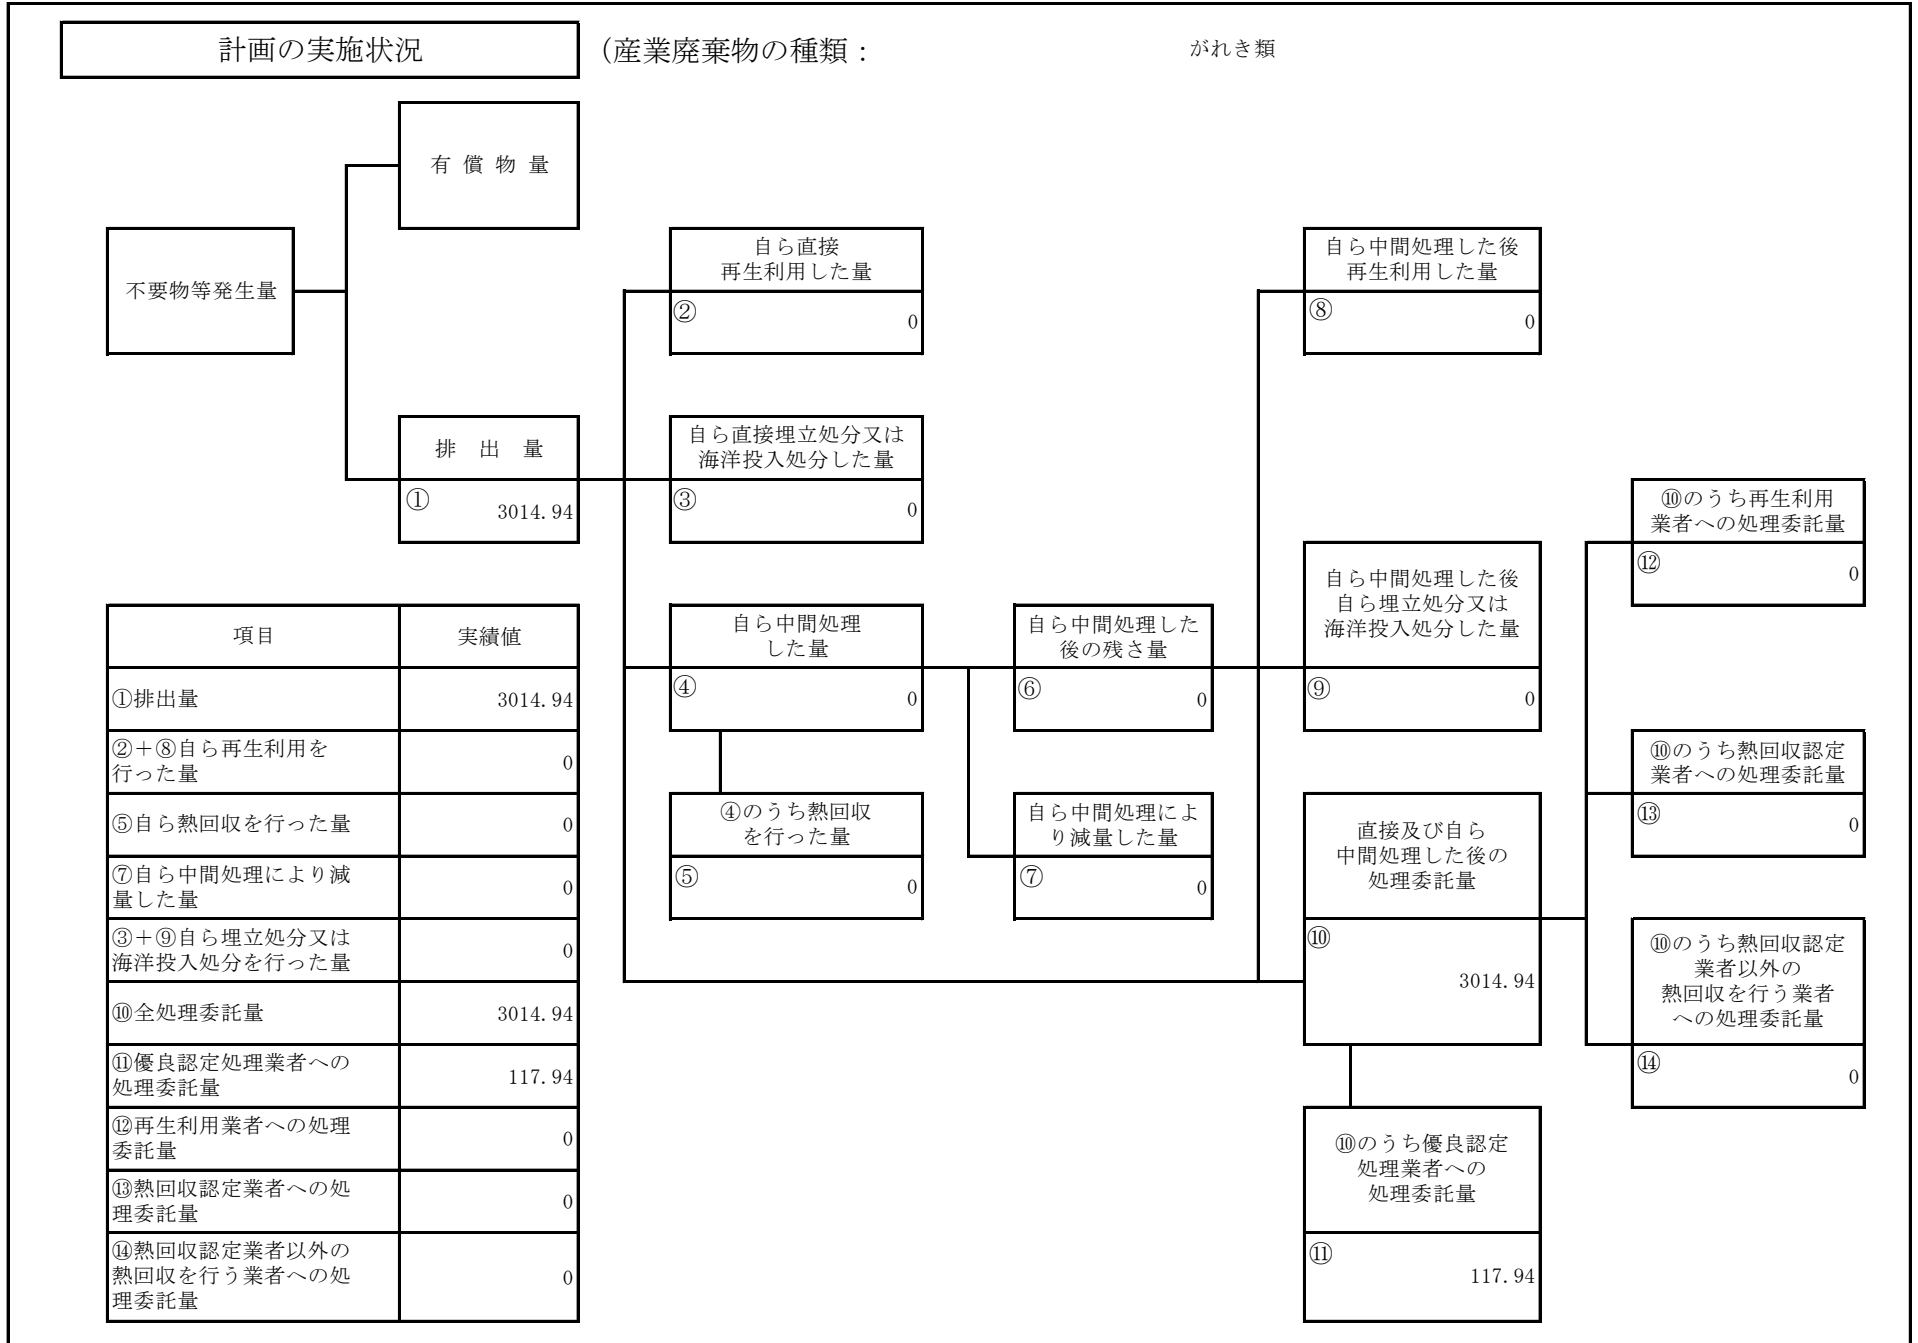 計画の実施状況
(産業廃棄物の種類：
がれき類
有償物量
不要物等発生量
自ら直接
再生利用した量
②
0
自ら中間処理した後
再生利用した量
⑧
0
排出量
①
3014.94
自ら直接埋立処分又は
海洋投入処分した量
③
0
⑩のうち再生利用
業者への処理委託量
⑫
0
自ら中間処理
した量
④
0
自ら中間処理した
後の残さ量
⑥
0
自ら中間処理した後
自ら埋立処分又は
海洋投入処分した量
⑨
0
⑩のうち熱回収認定
業者への処理委託量
⑬
0
④のうち熱回収
を行った量
⑤
0
自ら中間処理によ
り減量した量
⑦
0
直接及び自ら
中間処理した後の
処理委託量
⑩
3014.94
⑩のうち熱回収認定
業者以外の
熱回収を行う業者
への処理委託量
⑭
0
⑩のうち優良認定
処理業者への
処理委託量
⑪
117.94
項目 実績値
①排出量 3014.94
②＋⑧自ら再生利用を
行った量 0
⑤自ら熱回収を行った量 0
⑦自ら中間処理により減
量した量 0
③＋⑨自ら埋立処分又は
海洋投入処分を行った量 0
⑩全処理委託量 3014.94
⑪優良認定処理業者への
処理委託量 117.94
⑫再生利用業者への処理
委託量 0
⑬熱回収認定業者への処
理委託量 0
⑭熱回収認定業者以外の
熱回収を行う業者への処
理委託量 0